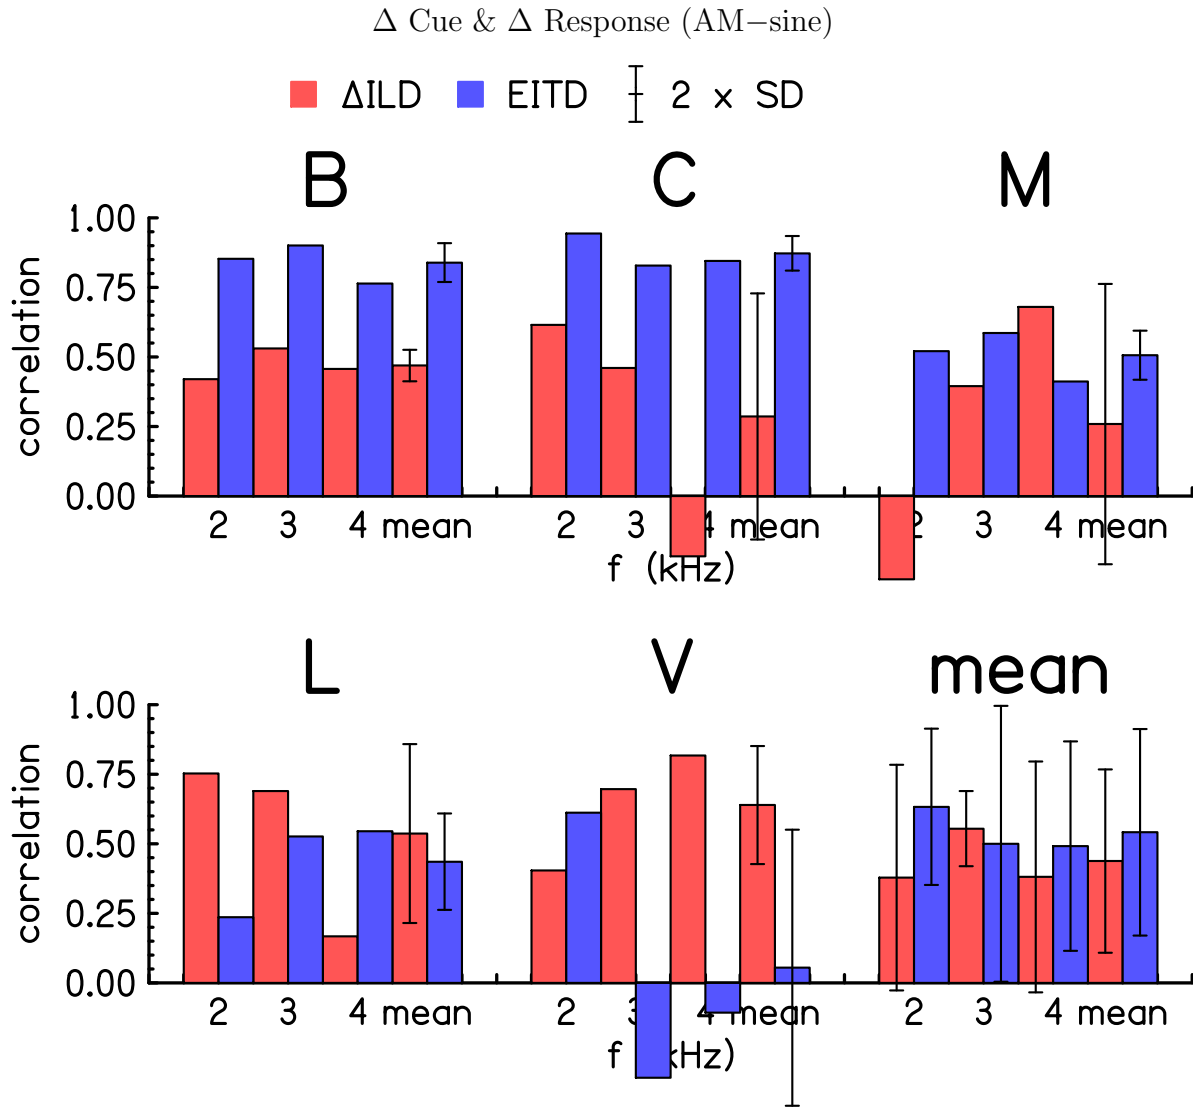 Δ Cue & Δ Response (AM−sine)
ΔILD EITD 2 x SD
B C M
1.00
0.75
0.50
0.25
0.00
correlation
2 3 4 mean 2 3 4 mean 2 3 4 mean
f (kHz)
L V mean
1.00
0.75
0.50
0.25
0.00
correlation
2 3 4 mean 2 3 4 mean 2 3 4 mean
f (kHz)